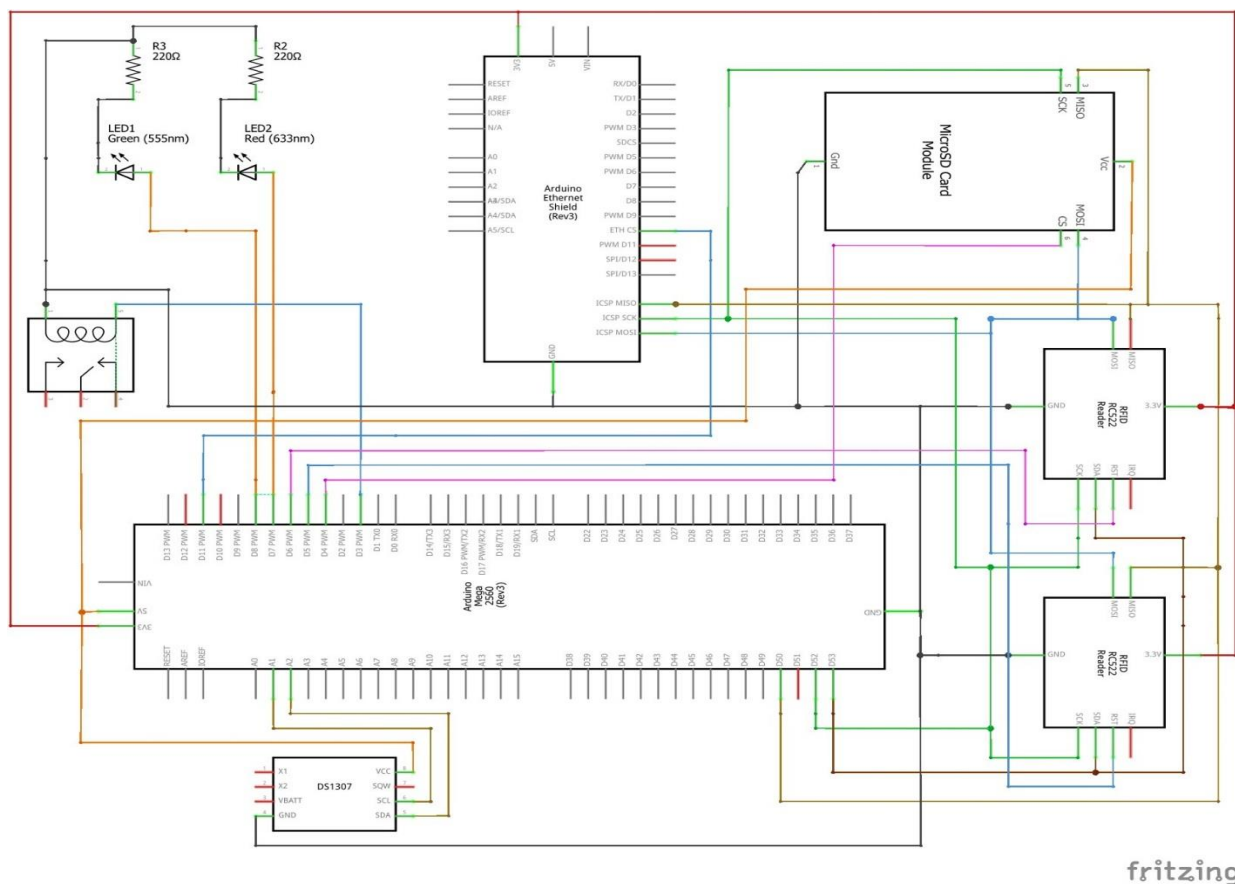 R3
220Ω
R2
220Ω
LED1
Green (555nm)
LED2
Red (633nm)
3V3
5V
VIN
RESET
AREF
IOREF
N/A
A0
A1
A2
A3/SDA
A4/SDA
A5/SCL
Arduino
Ethernet
Shield
(Rev3)
RX/D0
TX/D1
D2
PWM D3
SDCS
PWM D5
PWM D6
D7
D8
PWM D9
ETH CS
PWM D11
SPI/D12
SPI/D13
ICSP MISO
ICSP SCK
ICSP MOSI
GND
MicroSD Card
Module
SCK
5
MISO
3
Gnd
1
Vcc
2
CS
MOSI
4
RFID
RC522
Reader
MOSI
MISO
GND
3.3V
SCK
SDA
RST
IRQ
D13 PWM
D12 PWM
D11 PWM
D10 PWM
D9 PWM
D8 PWM
D7 PWM
D6 PWM
D5 PWM
D4 PWM
D2 PWM
D3 PWM
D1 TX0
D0 RX0
D14/TX3
D15/RX3
D16 PWM/TX2
D17 PWM/RX2
D18/TX1
D19/RX1
SDA
SCL
D22
D23
D24
D25
D26
D27
D28
D29
D30
D31
D32
D33
D34
D35
D36
D37
VIN
5V
3V3
GND
Arduino
Mega
2560
(Rev3)
RESET
AREF
IOREF
A0
A1
A2
A3
A4
A5
A6
A7
A8
A9
A10
A11
A12
A13
A14
A15
D38
D39
D40
D41
D42
D43
D44
D45
D46
D47
D48
D49
D50
D51
D52
D53
RFID
RC522
Reader
MOSI
MISO
GND
3.3V
SCK
SDA
RST
IRQ
DS1307
X1
X2
VBATT
GND
VCC
SQW
SCL
SDA
fritzing